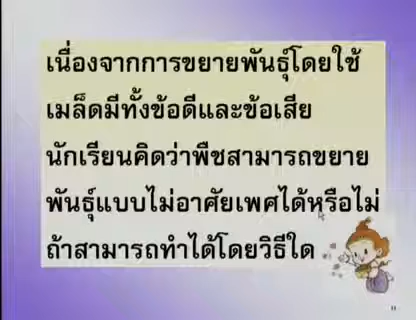 เนื่องจากการขยายพันธุ์โดยใช้
เมล็ดมีทั้งข้อดีและข้อเสีย
นักเรียนคิดว่าพืชสามารถขยาย
พันธุ์แบบไม่อาศัยเพศได้หรือไม่
ถ้าสามารถทำได้โดยวิธีใด